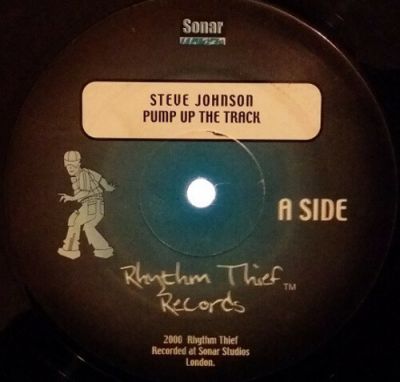 Sonar
STEVE JOHNSON
PUMP UP THE TRACK
A SIDE
Rhythm Thief ™
Records
2000 Rhythm Thief
Recorded at Sonar Studios
London.